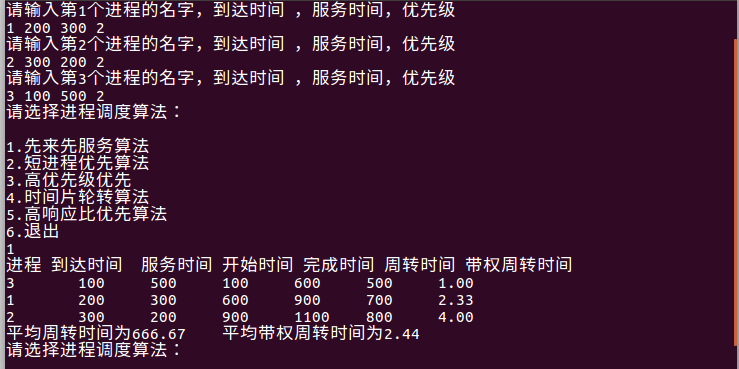 请输入第1个进程的名字，到达时间 ，服务时间，优先级
1 200 300 2
请输入第2个进程的名字，到达时间 ，服务时间，优先级
2 300 200 2
请输入第3个进程的名字，到达时间 ，服务时间，优先级
3 100 500 2
请选择进程调度算法：
1.先来先服务算法
2.短进程优先算法
3.高优先级优先
4.时间片轮转算法
5.高响应比优先算法
6.退出
1
进程 到达时间 服务时间 开始时间 完成时间 周转时间 带权周转时间
3 100 500 100 600 500 1.00
1 200 300 600 900 700 2.33
2 300 200 900 1100 800 4.00
平均周转时间为666.67 平均带权周转时间为2.44
请选择进程调度算法：